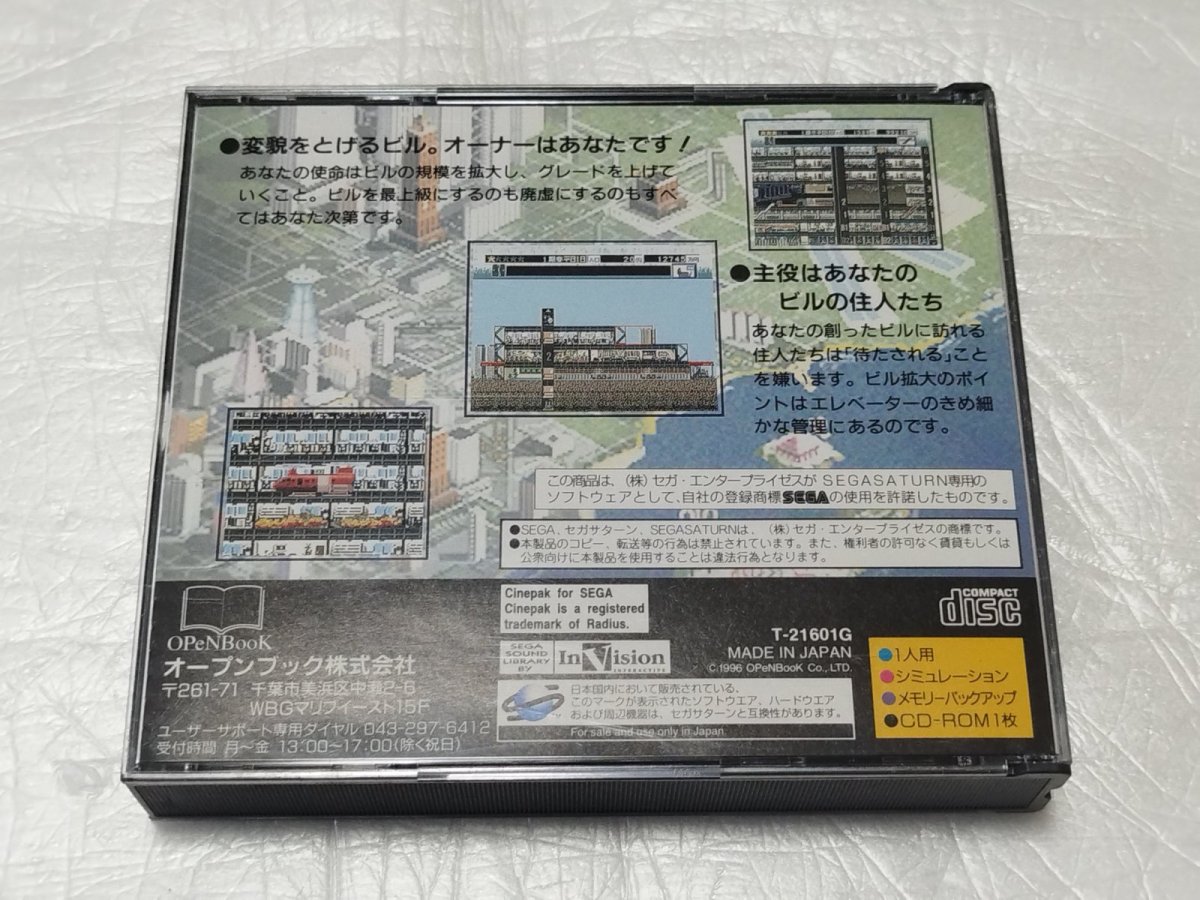 ●変貌をとげるビル。オーナーはあなたです!
あなたの使命はビルの規模を拡大し、グレードを上げて
いくこと。ビルを最上級にするのも廃虚にするのもすべ
てはあなた次第です。
●主役はあなたの
ビルの住人たち
あなたの創ったビルに訪れる
住人たちは「待たされる」こと
を嫌います。ビル拡大のポイ
ントはエレベーターのきめ細
かな管理にあるのです。
この商品は、(株)セガ・エンタープライゼスがSEGASATURN専用の
ソフトウェアとして、自社の登録商標SEGAの使用を許諾したものです。
●SEGA、セガサターン、SEGASATURNは、(株)セガ・エンタープライゼスの商標です。
●本製品のコピー、転送等の行為は禁止されています。また、権利者の許可なく賃貸もしくは
公衆向けに本製品を使用することは違法行為となります。
OPeNBooK
オープンブック株式会社
〒261-71 千葉市美浜区中瀬2-6
WBGマリブイースト15F
ユーザーサポート専用ダイヤル 043-297-6412
受付時間 月〜金 13:00〜17:00(除く祝日)
Cinepak for SEGA
Cinepak is a registered
trademark of Radius.
SEGA
SOUND
LIBRARY
BY
InVision
INTERACTIVE
日本国内において販売されている、
このマークが表示されたソフトウエア、ハードウエア
および周辺機器は、セガサターンと互換性があります。
For sale and use only in Japan
COMPACT
disc
T-21601G
MADE IN JAPAN
C.1996 OPeNBooK Co., LTD.
●1人用
●シミュレーション
●メモリーバックアップ
●CD-ROM1枚